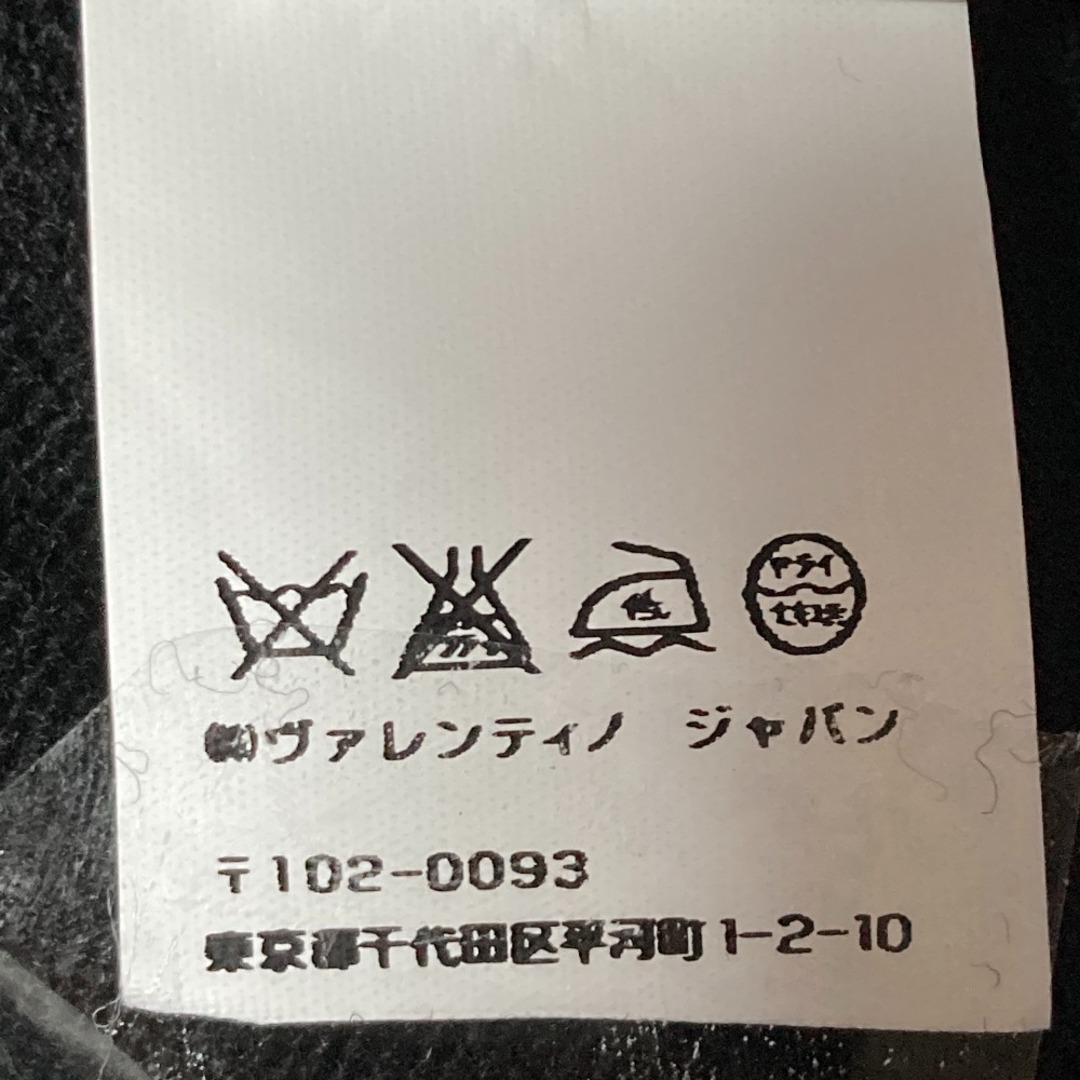 低 ドライ セキユ系
㈱ヴァレンティノ ジャパン
〒102-0093
東京都千代田区平河町1-2-10